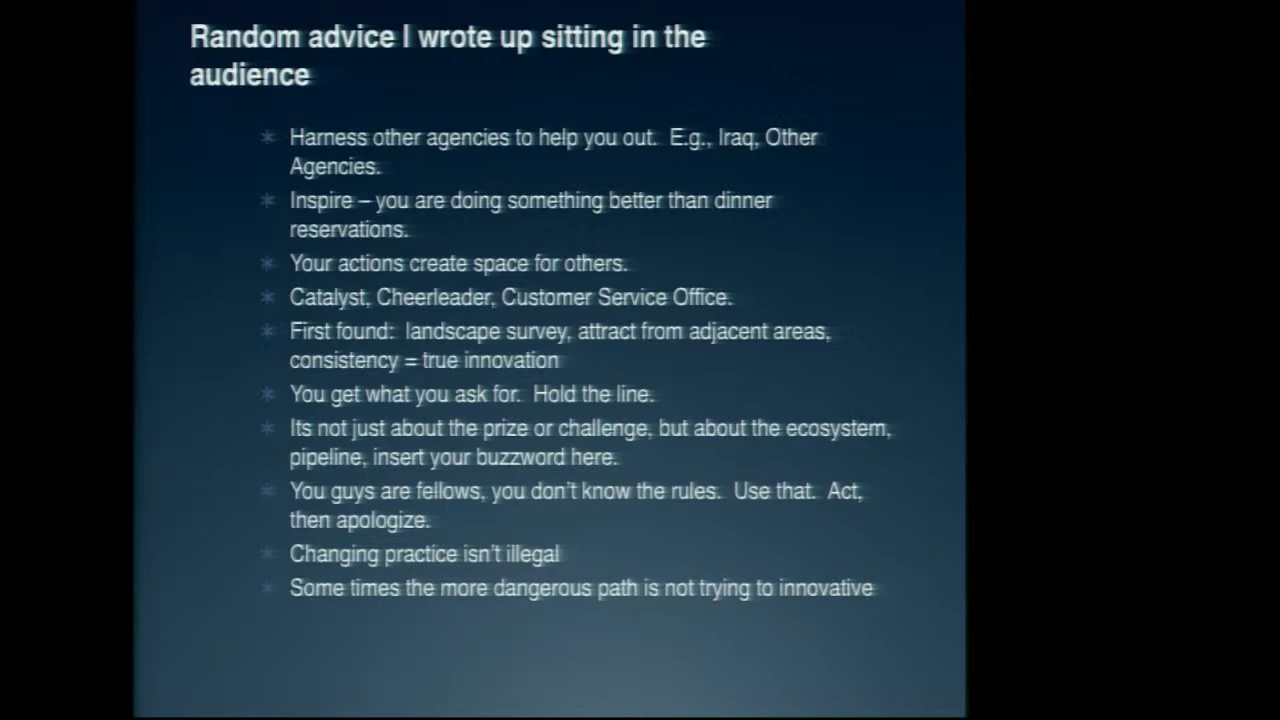 Random advice I wrote up sitting in the
audience
* Harness other agencies to help you out. E.g., Iraq, Other
Agencies.
* Inspire – you are doing something better than dinner
reservations.
* Your actions create space for others.
* Catalyst, Cheerleader, Customer Service Office.
* First found: landscape survey, attract from adjacent areas,
consistency = true innovation
* You get what you ask for. Hold the line.
* Its not just about the prize or challenge, but about the ecosystem,
pipeline, insert your buzzword here.
* You guys are fellows, you don't know the rules. Use that. Act,
then apologize.
* Changing practice isn't illegal
* Some times the more dangerous path is not trying to innovative